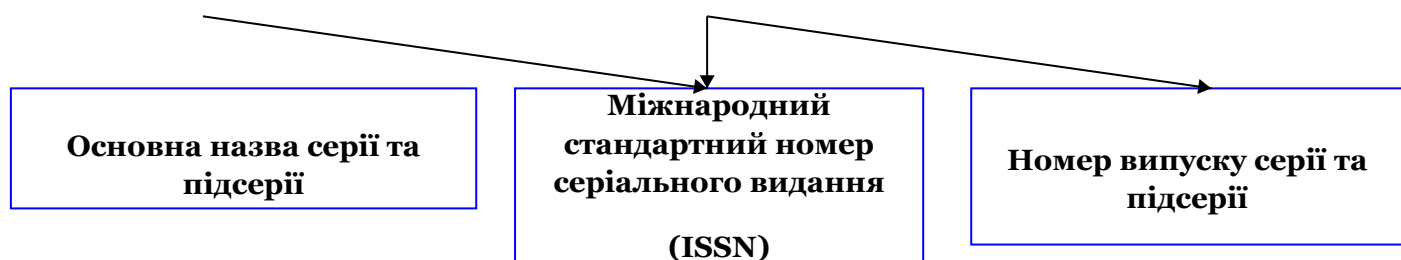 Основна назва серії та
підсерії
Міжнародний
стандартний номер
серіального видання
(ISSN)
Номер випуску серії та
підсерії